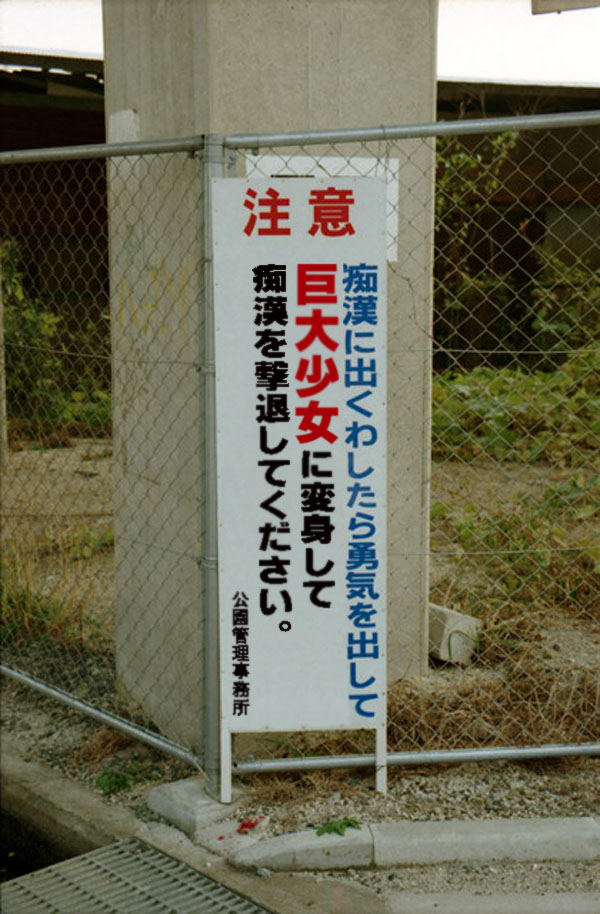 注意
痴漢に出くわしたら勇気を出して
巨大少女に変身して
痴漢を撃退してください。
公園管理事務所